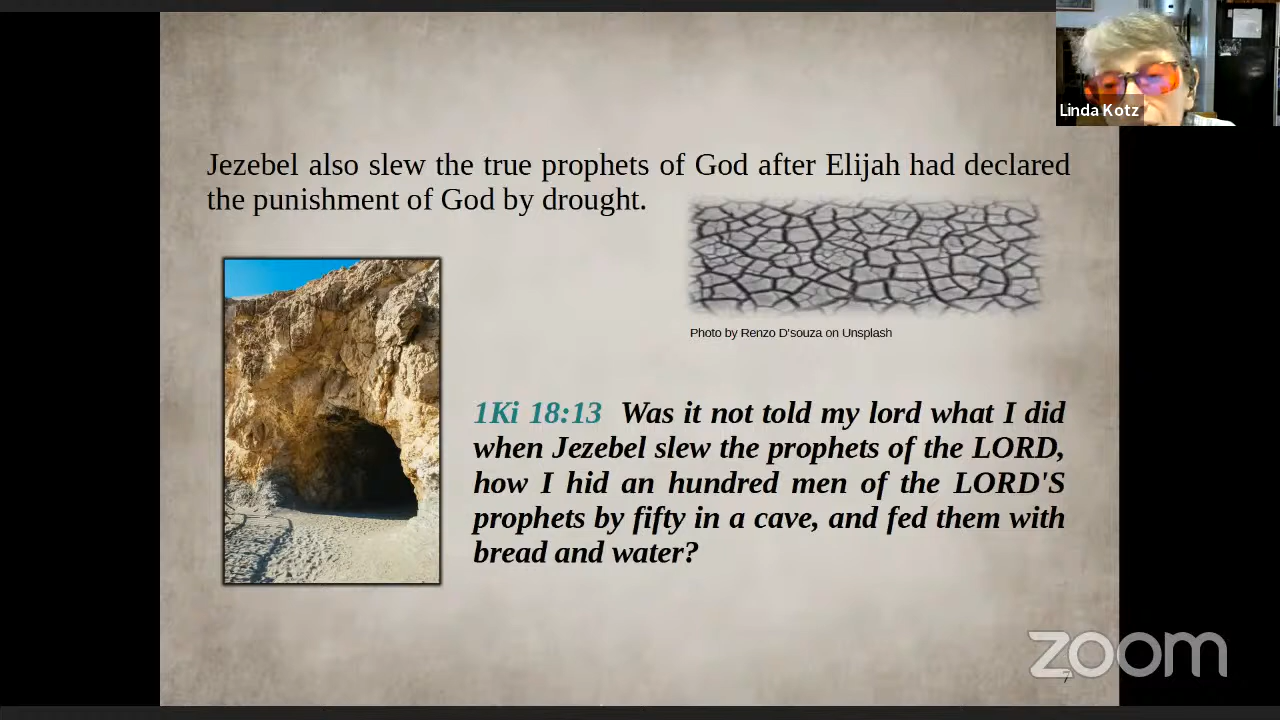 Linda Kotz
Jezebel also slew the true prophets of God after Elijah had declared
the punishment of God by drought.
Photo by Renzo D'souza on Unsplash
1Ki 18:13 Was it not told my lord what I did
when Jezebel slew the prophets of the LORD,
how I hid an hundred men of the LORD'S
prophets by fifty in a cave, and fed them with
bread and water?
zoom
7